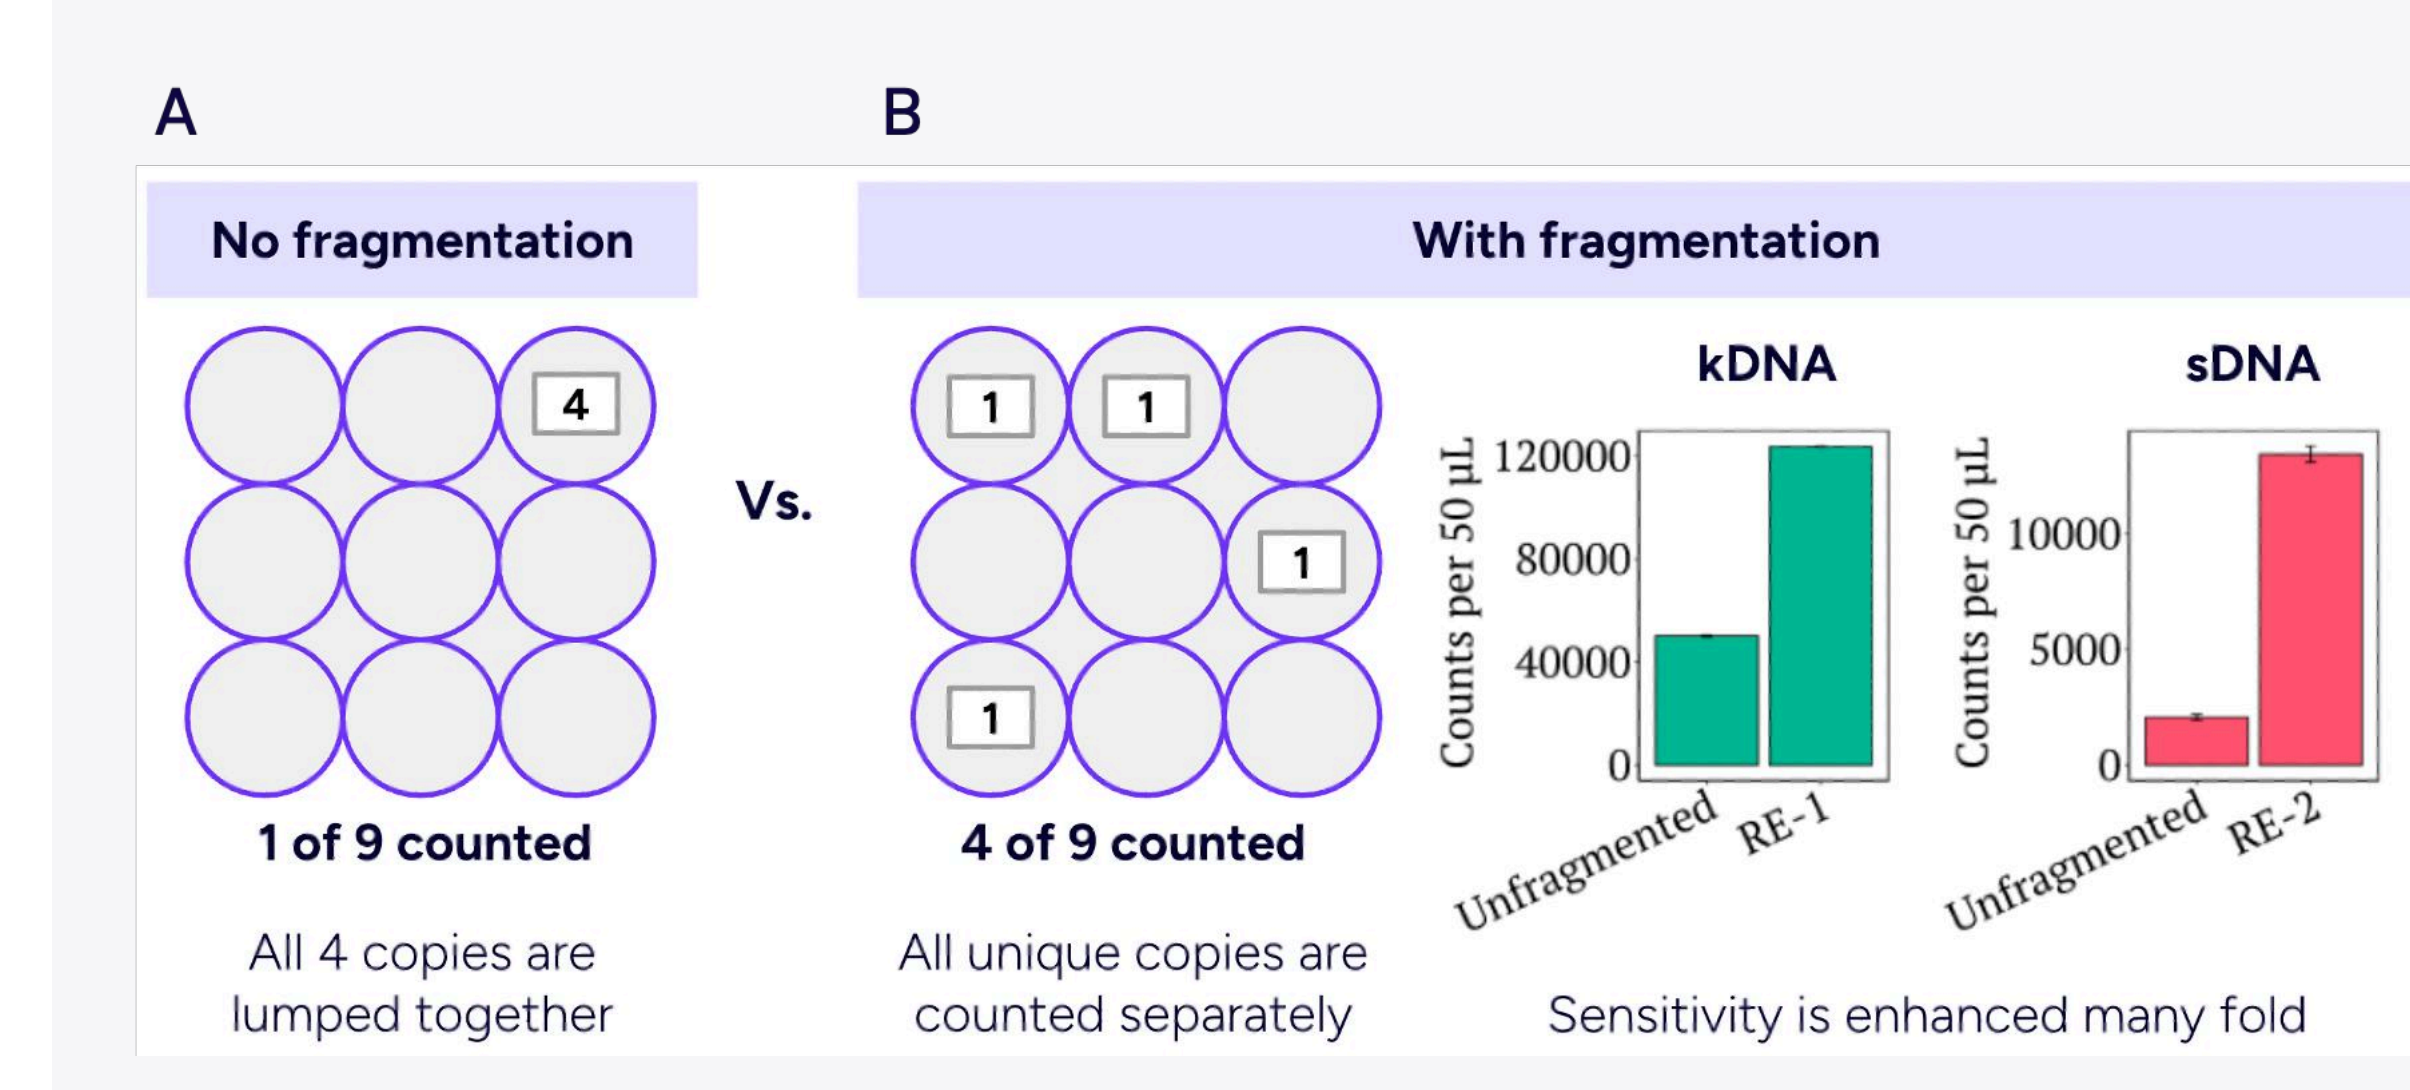 A
B
No fragmentation
With fragmentation
4
Vs.
1
1
1
1
1 of 9 counted
All 4 copies are
lumped together
4 of 9 counted
All unique copies are
counted separately
kDNA
Counts per 50 µL
120000
80000
40000
0
Unfragmented
RE-1
sDNA
Counts per 50 µL
10000
5000
0
Unfragmented
RE-2
Sensitivity is enhanced many fold